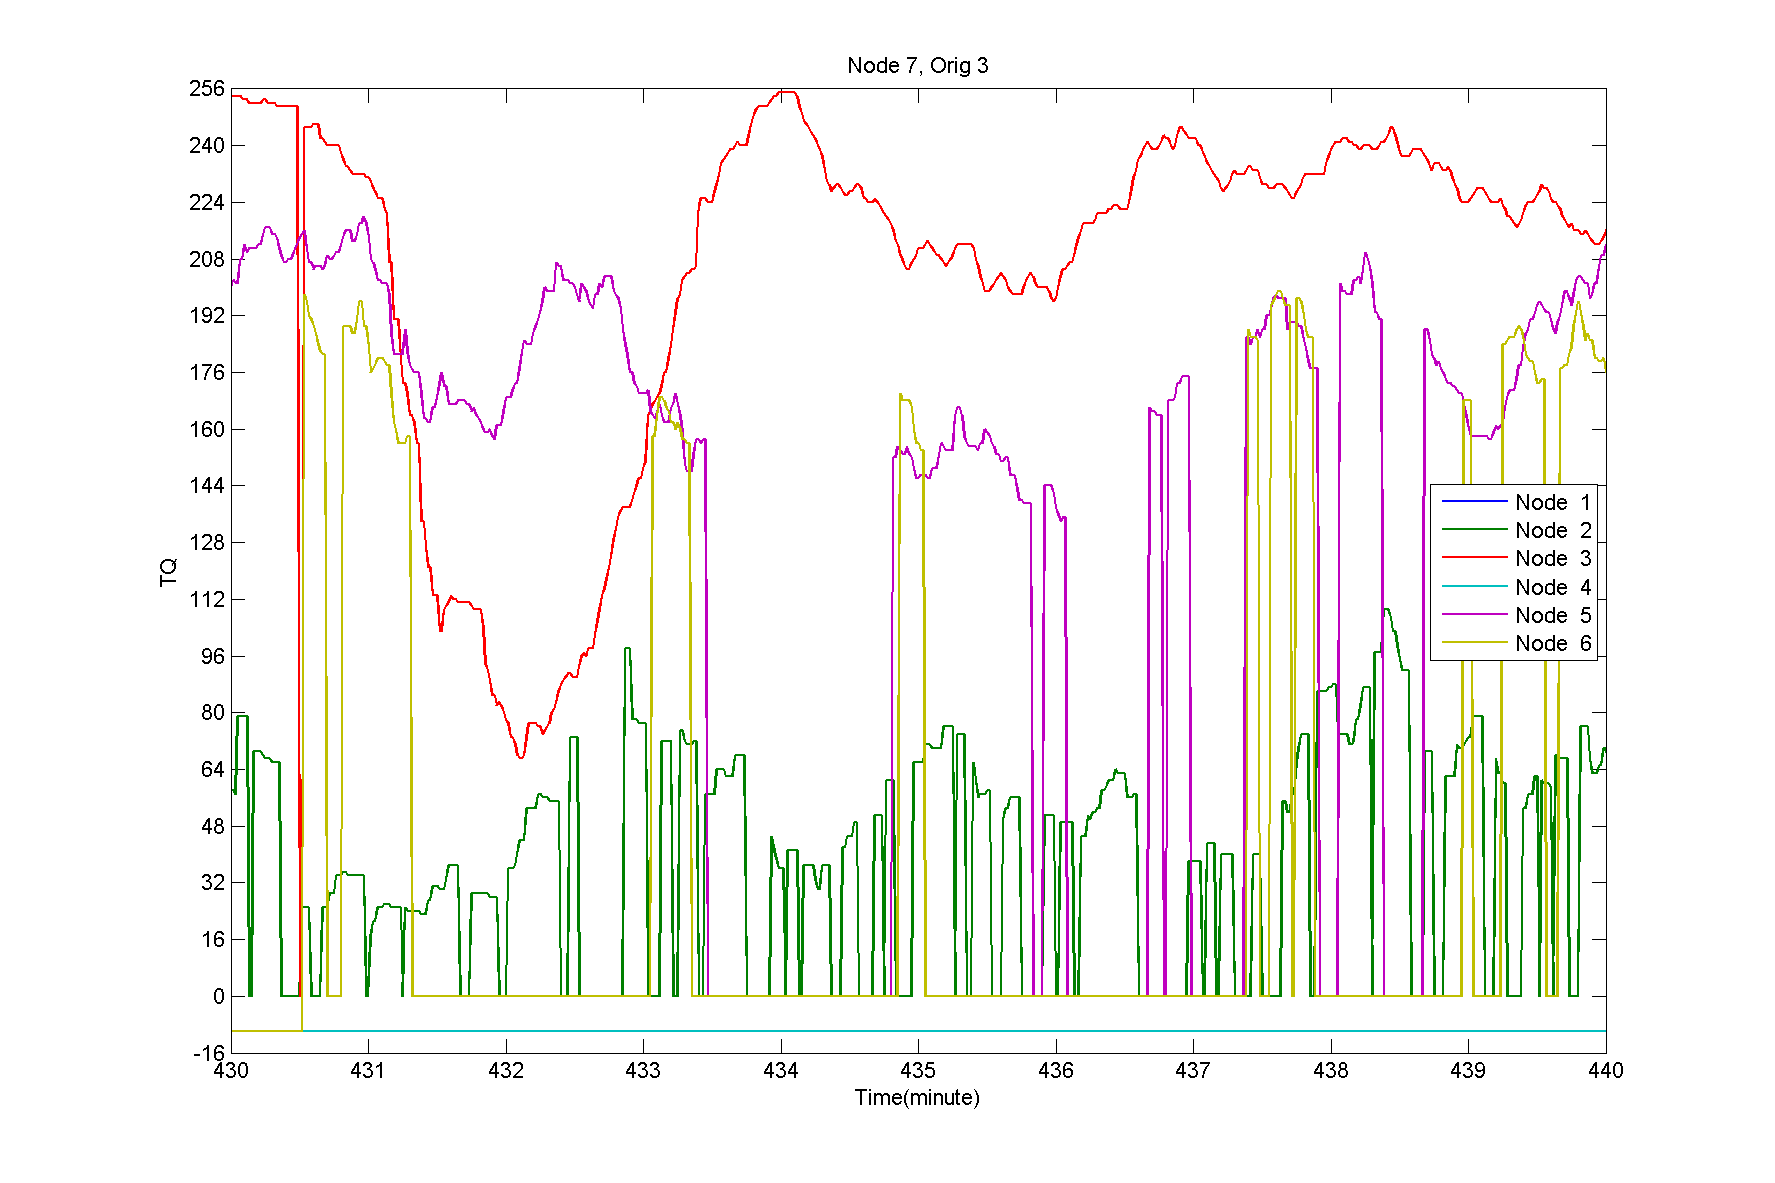 Node 7, Orig 3
256
240
224
208
192
176
160
144
128
112
96
80
64
48
32
16
0
-16
TQ
430 431 432 433 434 435 436 437 438 439 440
Time(minute)
Node 1
Node 2
Node 3
Node 4
Node 5
Node 6